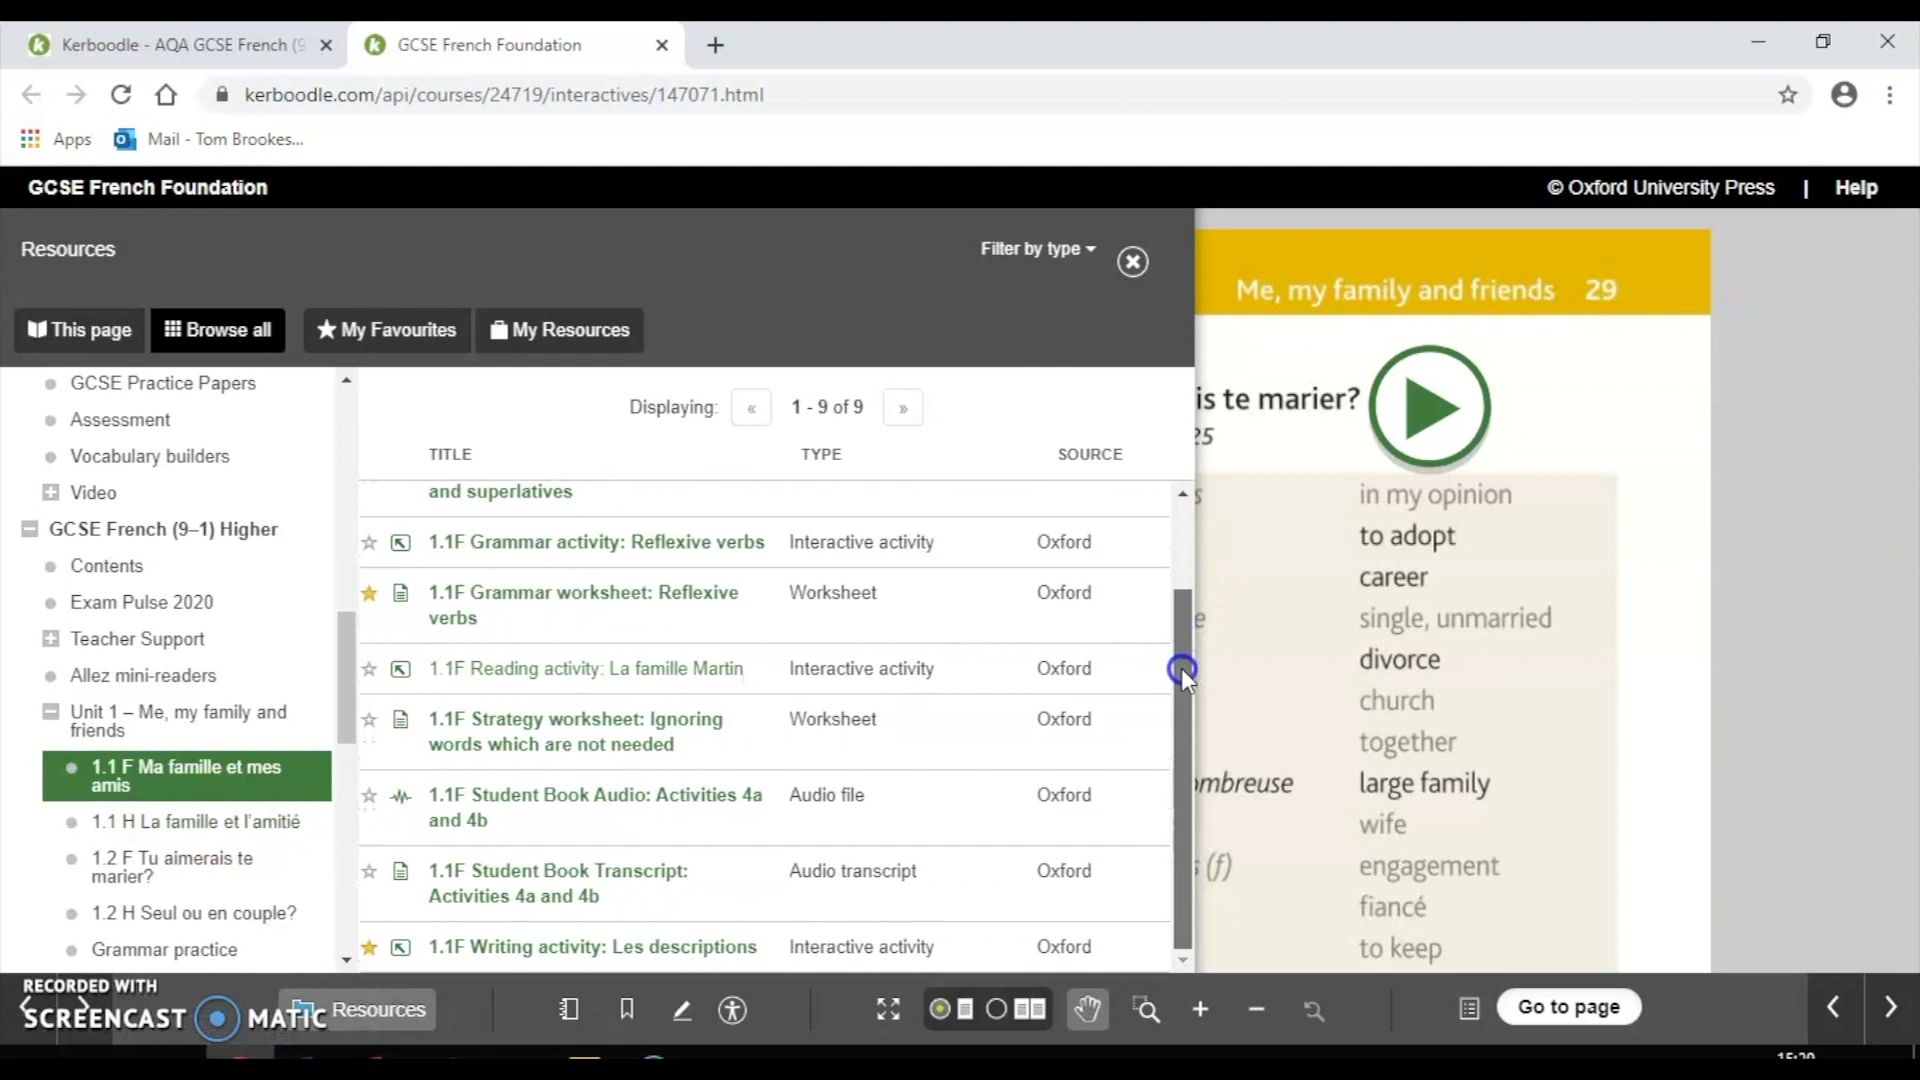 Kerboodle - AQA GCSE French (9
GCSE French Foundation
kerboodle.com/api/courses/24719/interactives/147071.html
Apps
Mail - Tom Brookes...
GCSE French Foundation
© Oxford University Press | Help
Resources
Filter by type
This page
Browse all
My Favourites
My Resources
GCSE Practice Papers
Assessment
Vocabulary builders
Video
GCSE French (9–1) Higher
Contents
Exam Pulse 2020
Teacher Support
Allez mini-readers
Unit 1 – Me, my family and
friends
1.1 F Ma famille et mes
amis
1.1 H La famille et l'amitié
1.2 F Tu aimerais te
marier?
1.2 H Seul ou en couple?
Grammar practice
Displaying: « 1 - 9 of 9 »
TITLE TYPE SOURCE
and superlatives
1.1F Grammar activity: Reflexive verbs Interactive activity Oxford
1.1F Grammar worksheet: Reflexive Worksheet Oxford
verbs
1.1F Reading activity: La famille Martin Interactive activity Oxford
1.1F Strategy worksheet: Ignoring Worksheet Oxford
words which are not needed
1.1F Student Book Audio: Activities 4a Audio file Oxford
and 4b
1.1F Student Book Transcript: Audio transcript Oxford
Activities 4a and 4b
1.1F Writing activity: Les descriptions Interactive activity Oxford
Me, my family and friends 29
is te marier?
25
in my opinion
to adopt
career
single, unmarried
divorce
church
together
ombreuse large family
wife
(f) engagement
fiancé
to keep
RECORDED WITH
SCREENCAST MATIC
Resources
Go to page
15:20